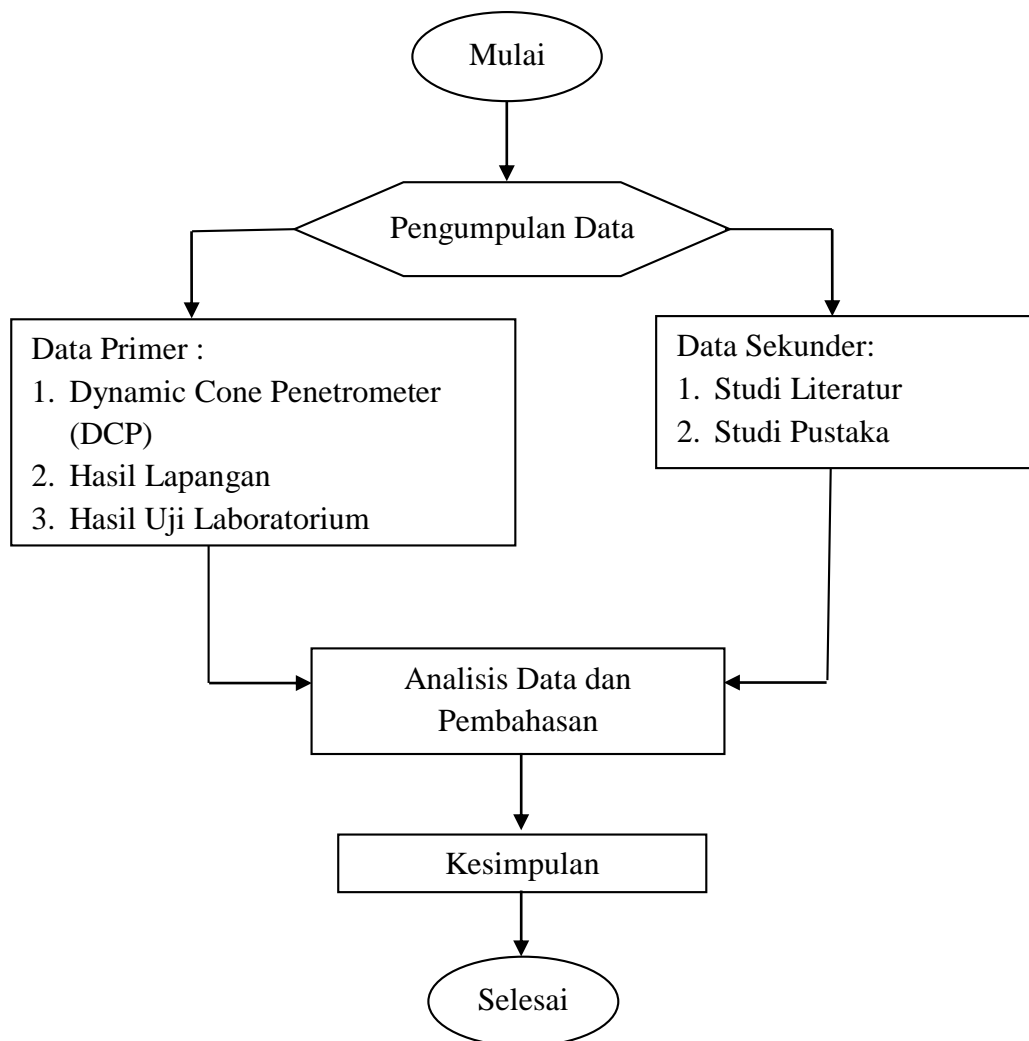 Mulai
Pengumpulan Data
Data Primer :
1. Dynamic Cone Penetrometer
(DCP)
2. Hasil Lapangan
3. Hasil Uji Laboratorium
Data Sekunder:
1. Studi Literatur
2. Studi Pustaka
Analisis Data dan
Pembahasan
Kesimpulan
Selesai